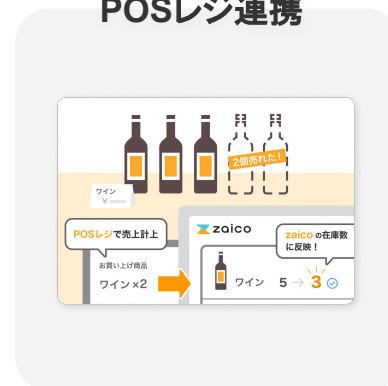 POSレジ連携
2個売れた！
ワイン
¥
POSレジで売上計上
zaico
zaicoの在庫数
に反映！
お買い上げ商品
ワイン×2
ワイン 5 → 3